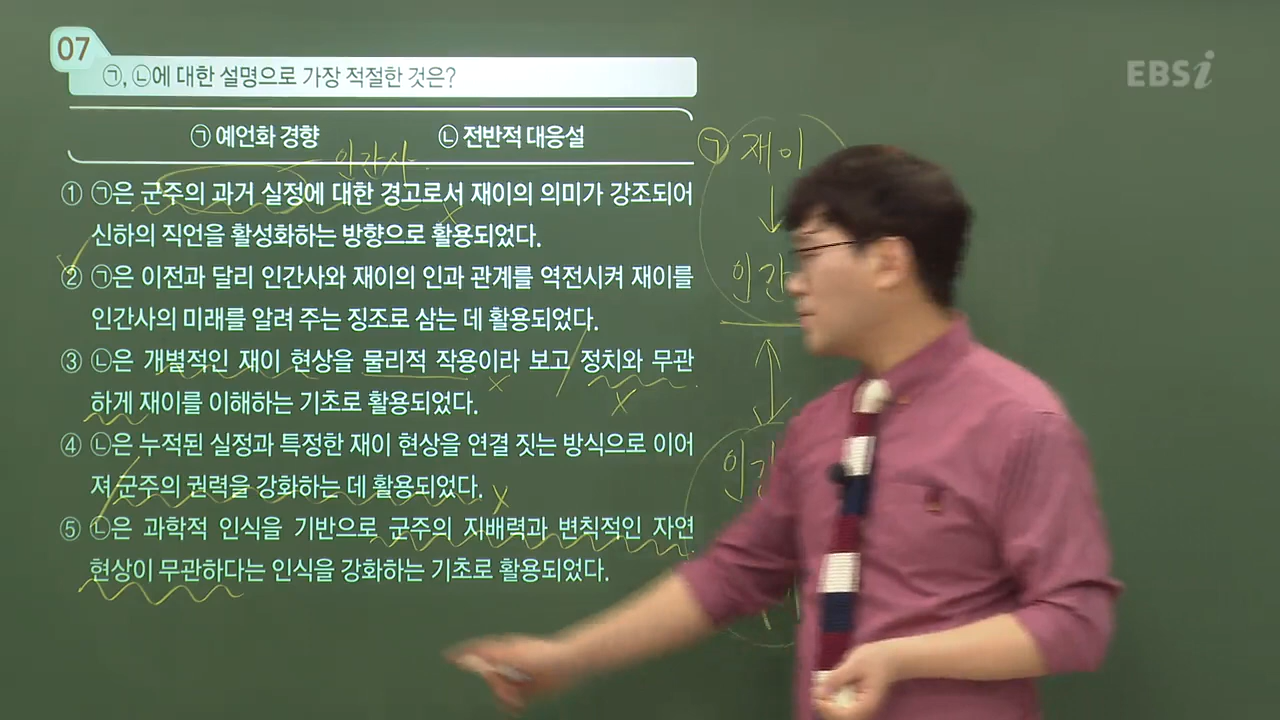 07
EBSi
㉠, ㉡에 대한 설명으로 가장 적절한 것은?
㉠ 예언화 경향 ㉡ 전반적 대응설
인간사
① ㉠은 군주의 과거 실정에 대한 경고로서 재이의 의미가 강조되어
신하의 직언을 활성화하는 방향으로 활용되었다.
② ㉠은 이전과 달리 인간사와 재이의 인과 관계를 역전시켜 재이를
인간사의 미래를 알려 주는 징조로 삼는 데 활용되었다.
③ ㉡은 개별적인 재이 현상을 물리적 작용이라 보고 정치와 무관
하게 재이를 이해하는 기초로 활용되었다.
④ ㉡은 누적된 실정과 특정한 재이 현상을 연결 짓는 방식으로 이어
져 군주의 권력을 강화하는 데 활용되었다.
⑤ ㉡은 과학적 인식을 기반으로 군주의 지배력과 변칙적인 자연
현상이 무관하다는 인식을 강화하는 기초로 활용되었다.
㉠ 재이
인간